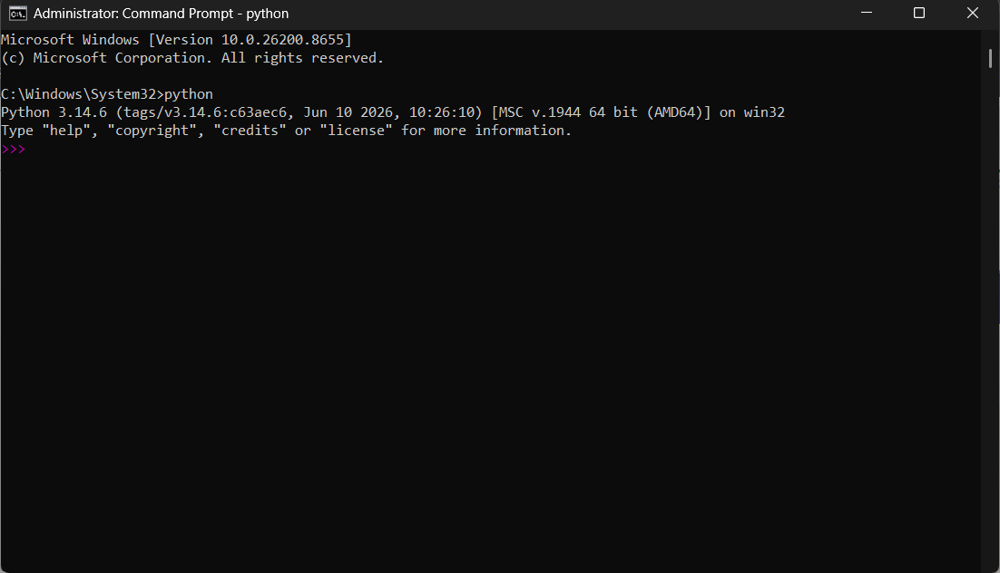 Administrator: Command Prompt - python
Microsoft Windows [Version 10.0.26200.8655]
(c) Microsoft Corporation. All rights reserved.
C:\Windows\System32>python
Python 3.14.6 (tags/v3.14.6:c63aec6, Jun 10 2026, 10:26:10) [MSC v.1944 64 bit (AMD64)] on win32
Type "help", "copyright", "credits" or "license" for more information.
>>>